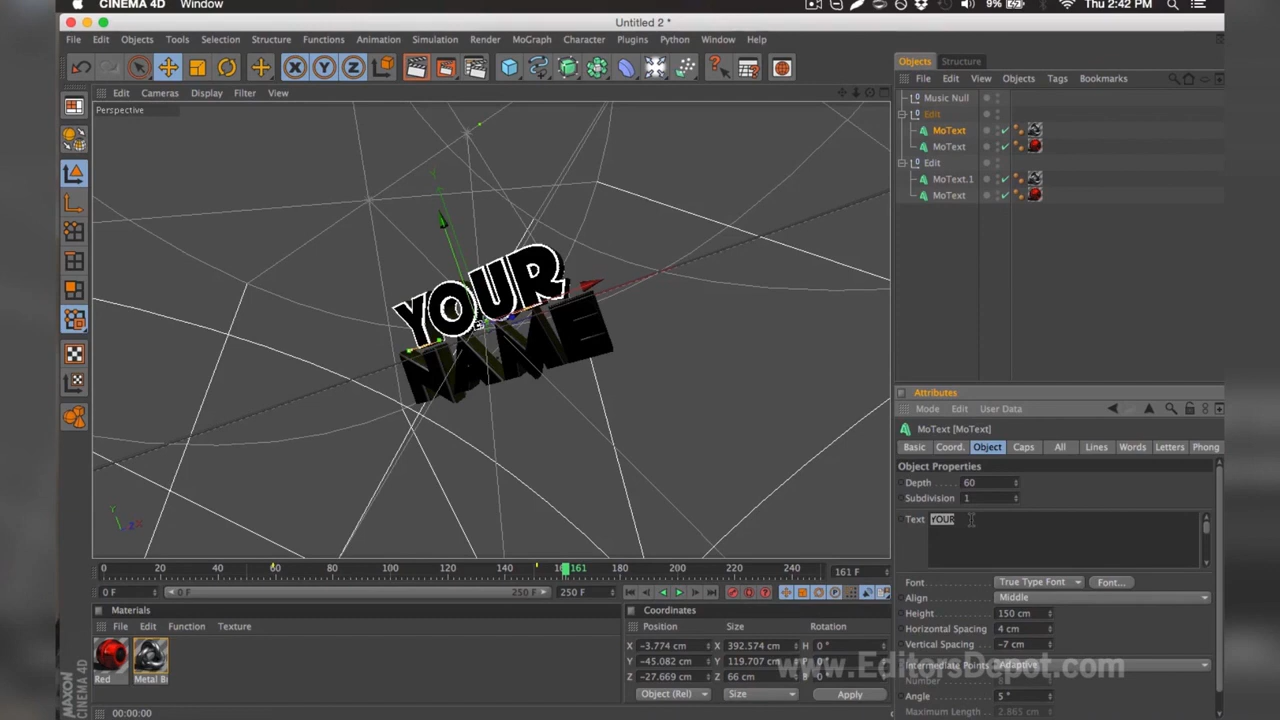 CINEMA 4D Window 9% Thu 2:42 PM
Untitled 2 *
File Edit Objects Tools Selection Structure Functions Animation Simulation Render MoGraph Character Plugins Python Window Help
X Y Z
Objects Structure
File Edit View Objects Tags Bookmarks
Edit Cameras Display Filter View
Perspective
Music Null
Edit
MoText
MoText
Edit
MoText.1
MoText
YOUR
NAME
Attributes
Mode Edit User Data
MoText [MoText]
Basic Coord. Object Caps All Lines Words Letters Phong
Object Properties
Depth 60
Subdivision 1
Text YOUR
0 20 40 60 80 100 120 140 161 180 200 220 240 161 F
0 F 0 F 250 F 250 F
Font True Type Font Font...
Align Middle
Height 150 cm
Horizontal Spacing 4 cm
Vertical Spacing -7 cm
Intermediate Points Adaptive
Number
Angle 5 °
Maximum Length 2.865 cm
Materials
File Edit Function Texture
Red Metal Br
Coordinates
Position Size Rotation
X -3.774 cm X 392.574 cm H 0 °
Y -45.082 cm Y 119.707 cm P 0 °
Z -27.669 cm Z 66 cm B 0 °
Object (Rel) Size Apply
www.EditorsDepot.com
MAXON
CINEMA 4D
00:00:00